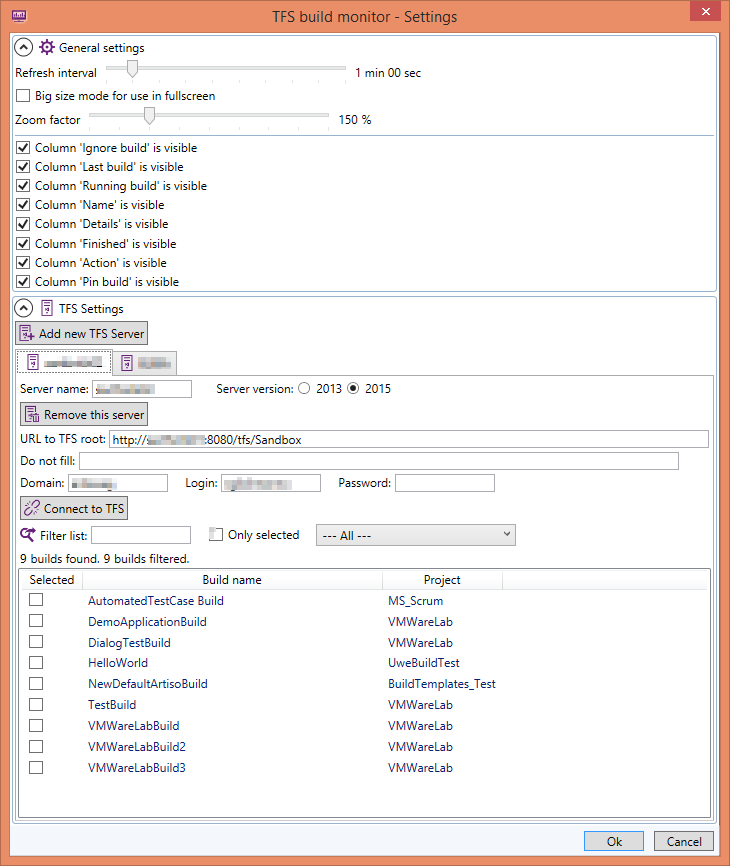 TFS build monitor - Settings
General settings
Refresh interval 1 min 00 sec
Big size mode for use in fullscreen
Zoom factor 150 %
Column 'Ignore build' is visible
Column 'Last build' is visible
Column 'Running build' is visible
Column 'Name' is visible
Column 'Details' is visible
Column 'Finished' is visible
Column 'Action' is visible
Column 'Pin build' is visible
TFS Settings
Add new TFS Server
Server name: Server version: 2013 2015
Remove this server
URL to TFS root: http:// :8080/tfs/Sandbox
Do not fill:
Domain: Login: Password:
Connect to TFS
Filter list: Only selected --- All ---
9 builds found. 9 builds filtered.
Selected Build name Project
AutomatedTestCase Build MS_Scrum
DemoApplicationBuild VMWareLab
DialogTestBuild VMWareLab
HelloWorld UweBuildTest
NewDefaultArtisoBuild BuildTemplates_Test
TestBuild VMWareLab
VMWareLabBuild VMWareLab
VMWareLabBuild2 VMWareLab
VMWareLabBuild3 VMWareLab
Ok Cancel